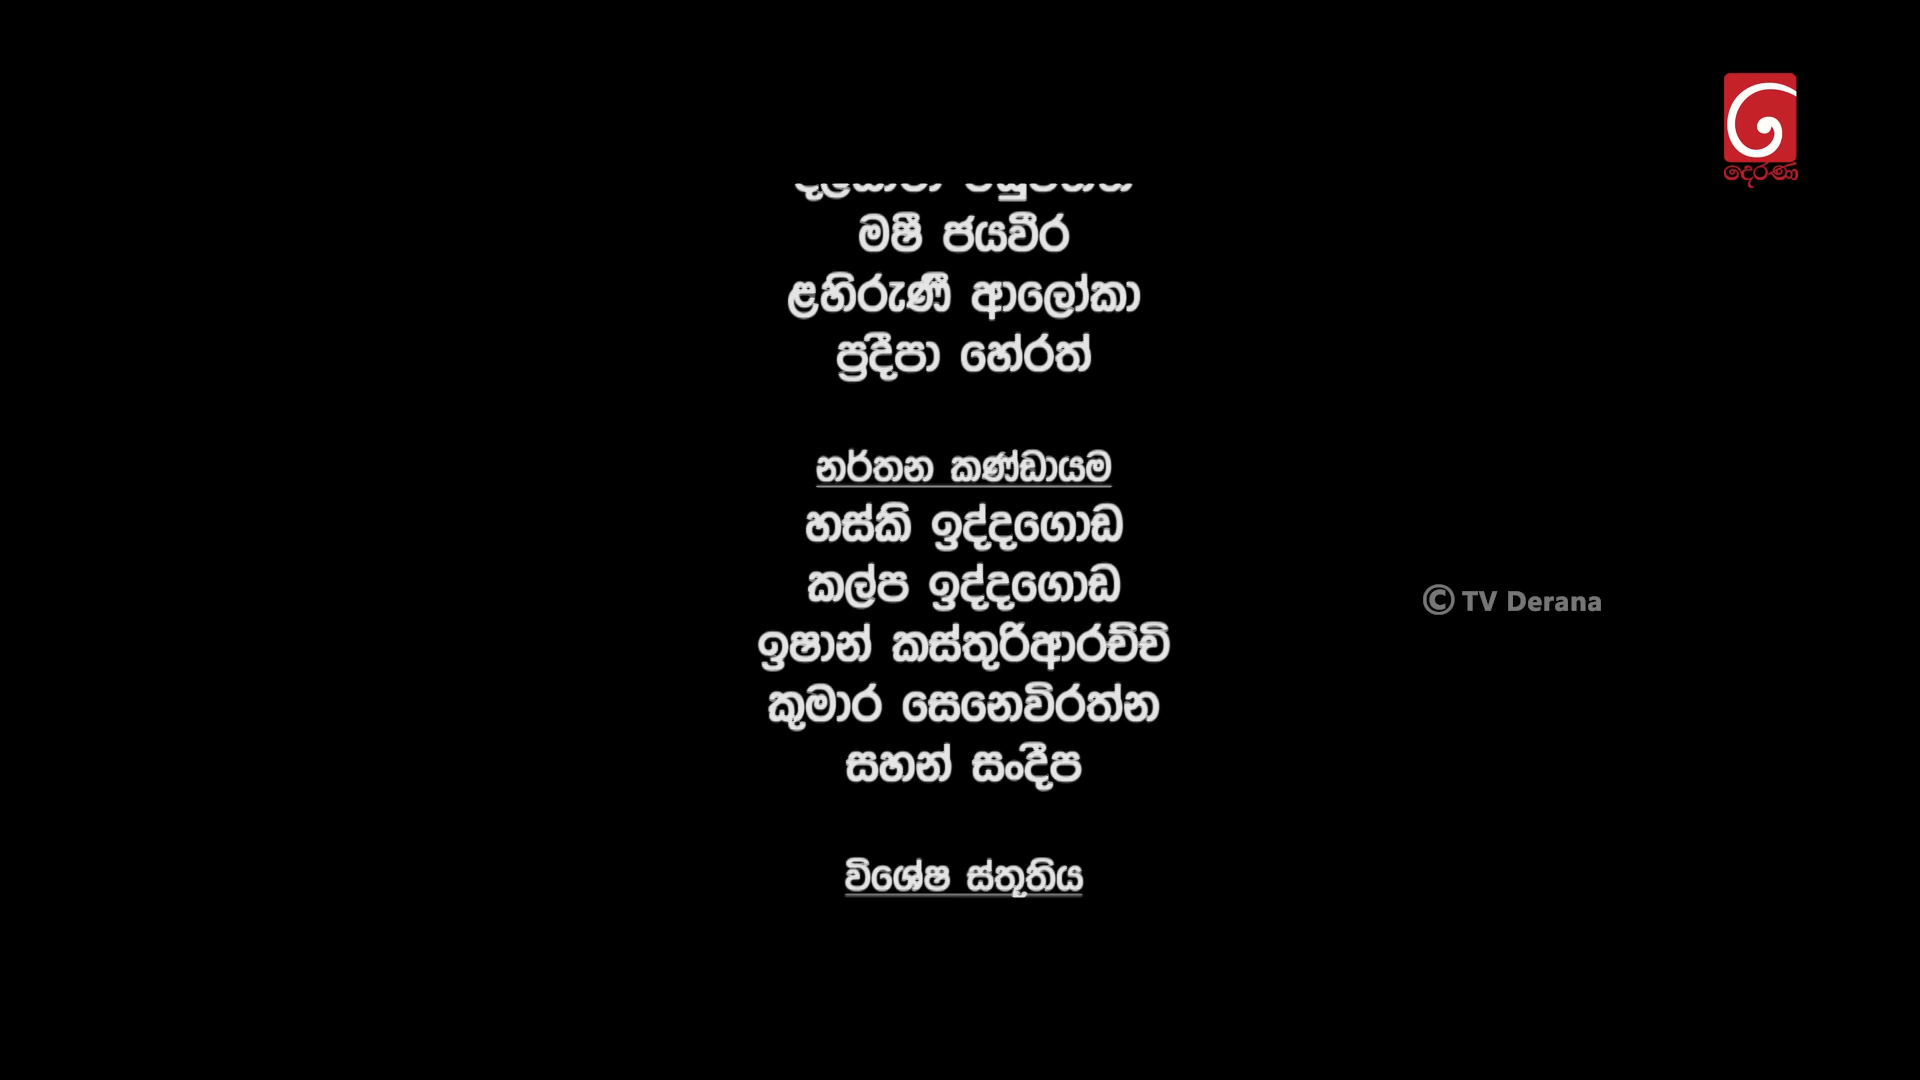 දෙරණ
මෂී ජයවීර
ළහිරුණී ආලෝකා
ප්‍රදීපා හේරත්
නර්තන කණ්ඩායම
හස්කි ඉද්දගොඩ
කල්ප ඉද්දගොඩ
© TV Derana
ඉෂාන් කස්තුරිආරච්චි
කුමාර සෙනෙවිරත්න
සහන් සංදීප
විශේෂ ස්තූතිය